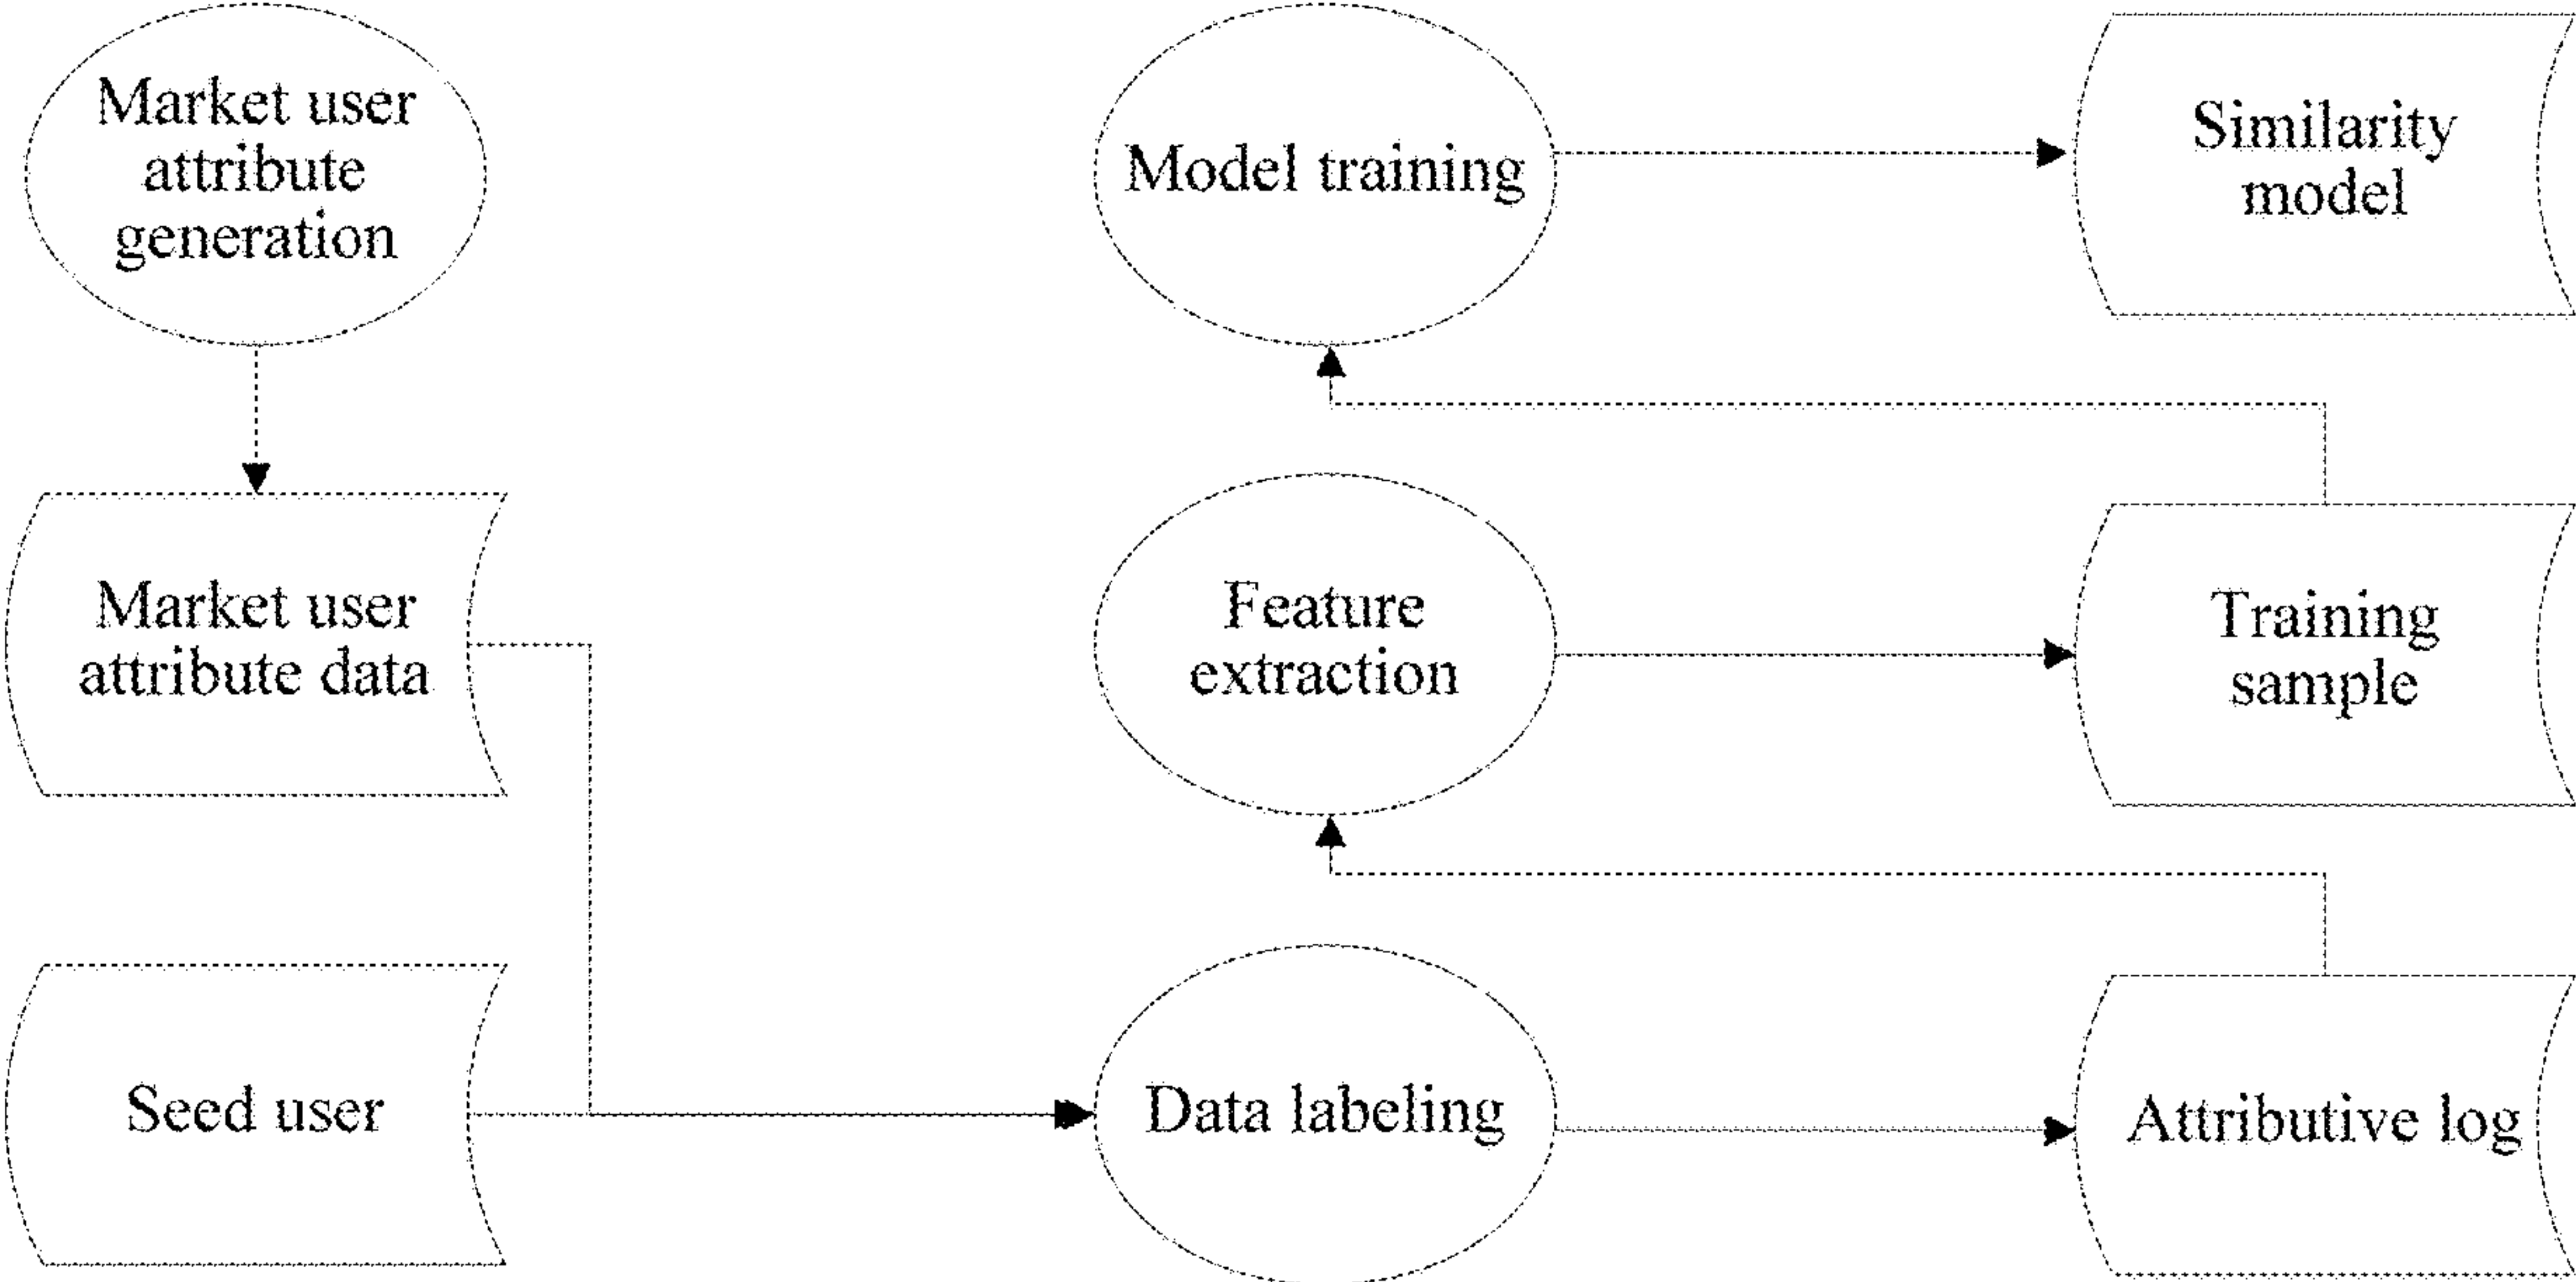 Market user
attribute
generation
Model training
Similarity
model
Market user
attribute data
Feature
extraction
Training
sample
Seed user
Data labeling
Attributive log